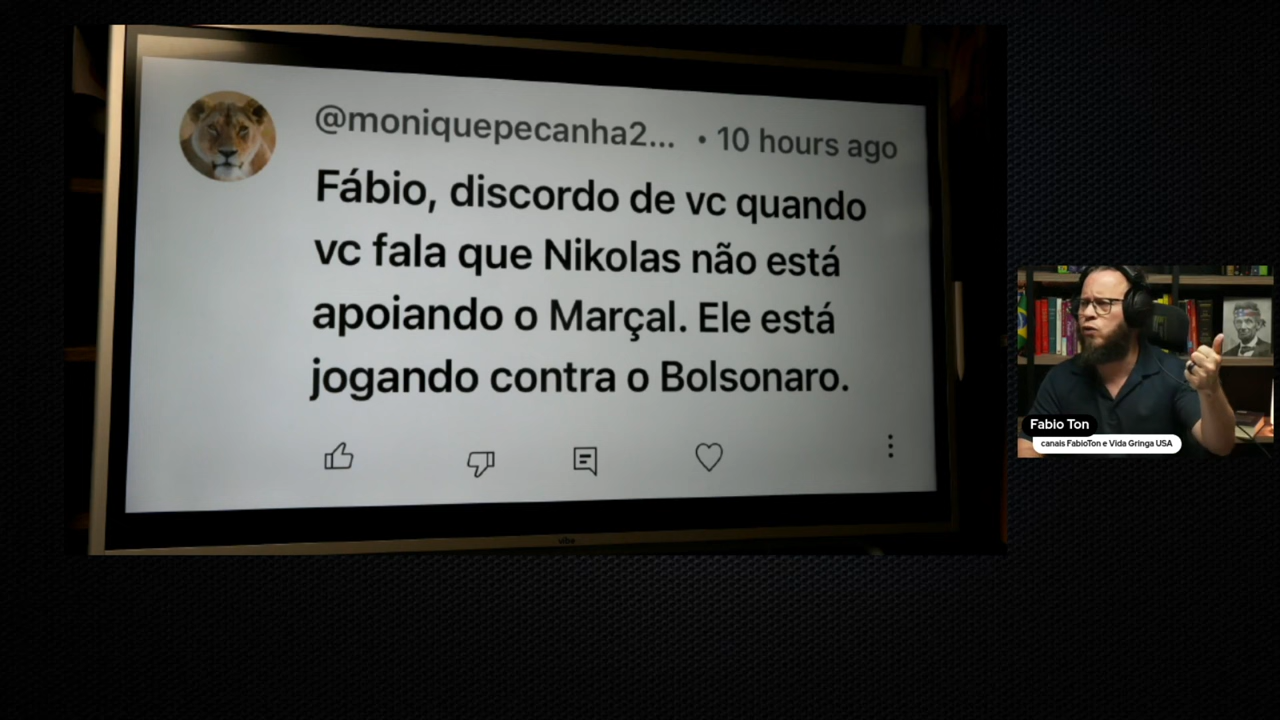 @moniquepecanha2... • 10 hours ago
Fábio, discordo de vc quando
vc fala que Nikolas não está
apoiando o Marçal. Ele está
jogando contra o Bolsonaro.
vibe
Fabio Ton
canais FabioTon e Vida Gringa USA